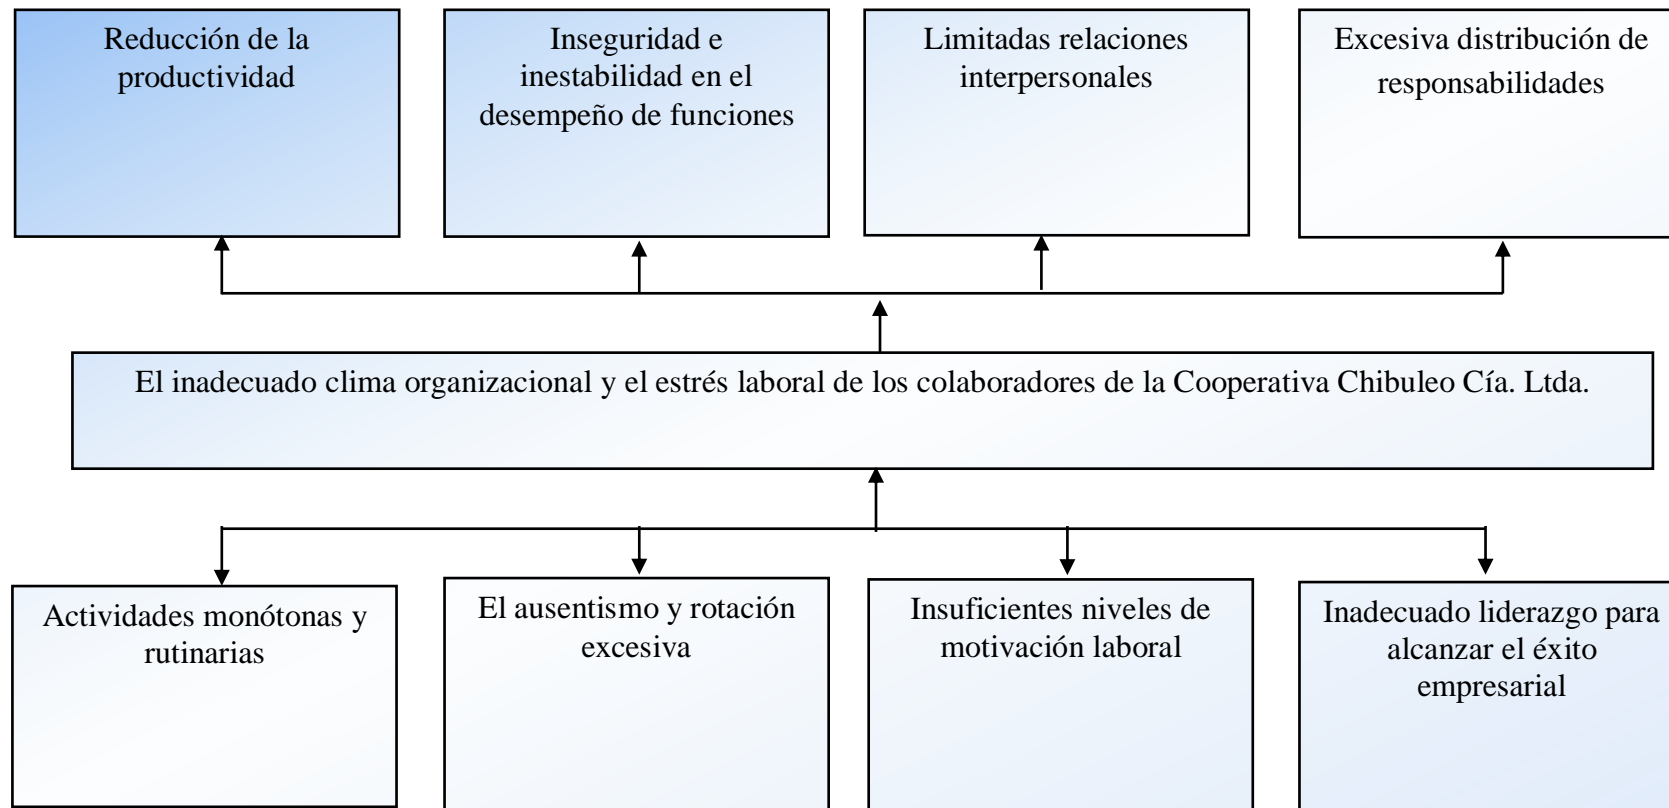 Reducción de la
productividad
Inseguridad e
inestabilidad en el
desempeño de funciones
Limitadas relaciones
interpersonales
Excesiva distribución de
responsabilidades
El inadecuado clima organizacional y el estrés laboral de los colaboradores de la Cooperativa Chibuleo Cía. Ltda.
Actividades monótonas y
rutinarias
El ausentismo y rotación
excesiva
Insuficientes niveles de
motivación laboral
Inadecuado liderazgo para
alcanzar el éxito
empresarial